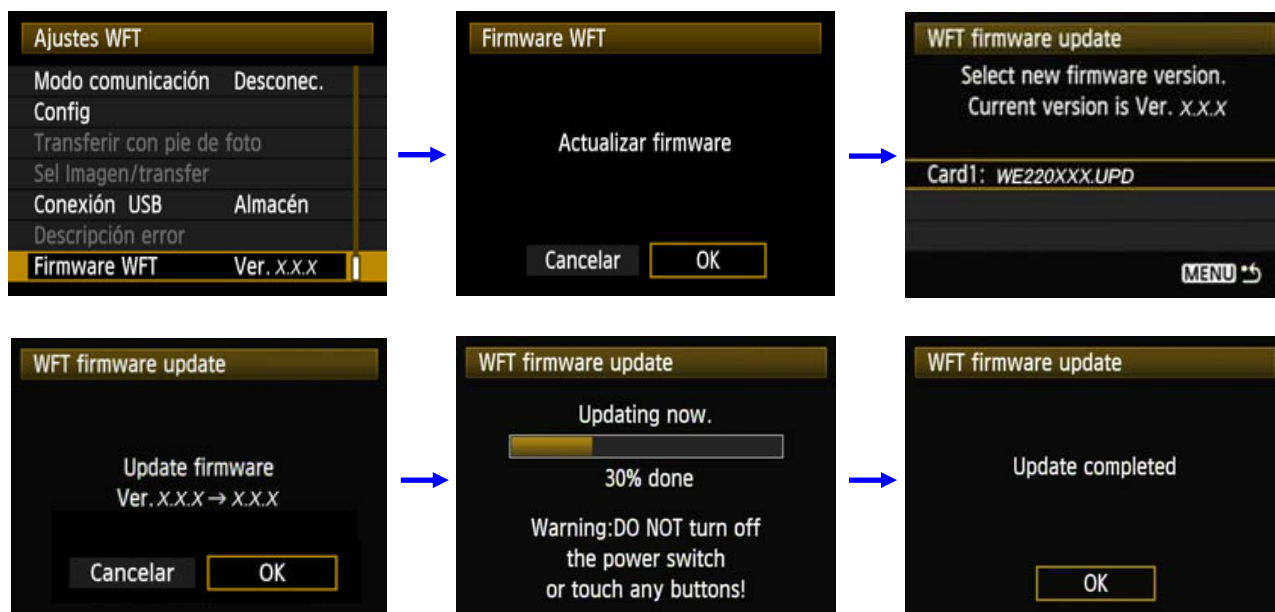 Ajustes WFT
Modo comunicación Desconec.
Config
Transferir con pie de foto
Sel Imagen/transfer
Conexión USB Almacén
Descripción error
Firmware WFT Ver. X.X.X
Firmware WFT
Actualizar firmware
Cancelar OK
WFT firmware update
Select new firmware version.
Current version is Ver. X.X.X
Card1: WE220XXX.UPD
MENU
WFT firmware update
Update firmware
Ver. X.X.X → X.X.X
Cancelar OK
WFT firmware update
Updating now.
30% done
Warning:DO NOT turn off
the power switch
or touch any buttons!
WFT firmware update
Update completed
OK